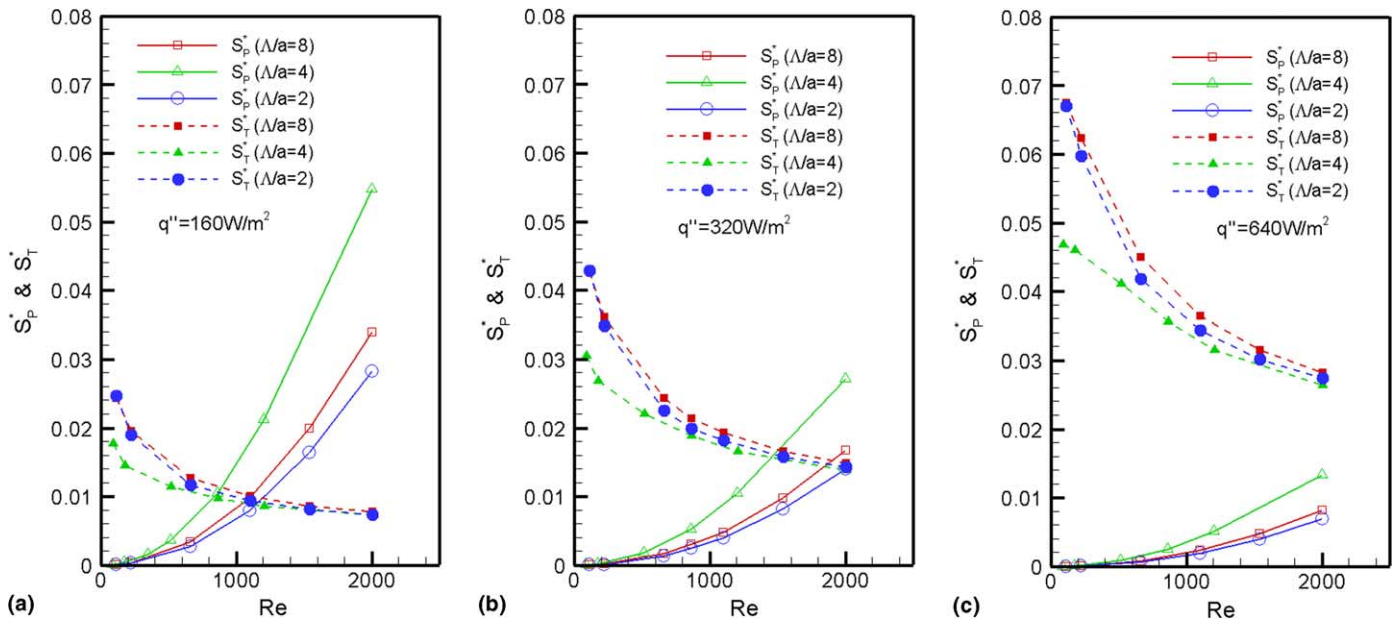 0.08
0.07
0.06
0.05
0.04
0.03
0.02
0.01
0
S*P & S*T
S*P (Λ/a=8)
S*P (Λ/a=4)
S*P (Λ/a=2)
S*T (Λ/a=8)
S*T (Λ/a=4)
S*T (Λ/a=2)
q"=160W/m²
0 1000 2000
(a) Re
0.08
0.07
0.06
0.05
0.04
0.03
0.02
0.01
0
S*P & S*T
S*P (Λ/a=8)
S*P (Λ/a=4)
S*P (Λ/a=2)
S*T (Λ/a=8)
S*T (Λ/a=4)
S*T (Λ/a=2)
q"=320W/m²
0 1000 2000
(b) Re
0.08
0.07
0.06
0.05
0.04
0.03
0.02
0.01
0
S*P & S*T
S*P (Λ/a=8)
S*P (Λ/a=4)
S*P (Λ/a=2)
S*T (Λ/a=8)
S*T (Λ/a=4)
S*T (Λ/a=2)
q"=640W/m²
0 1000 2000
(c) Re